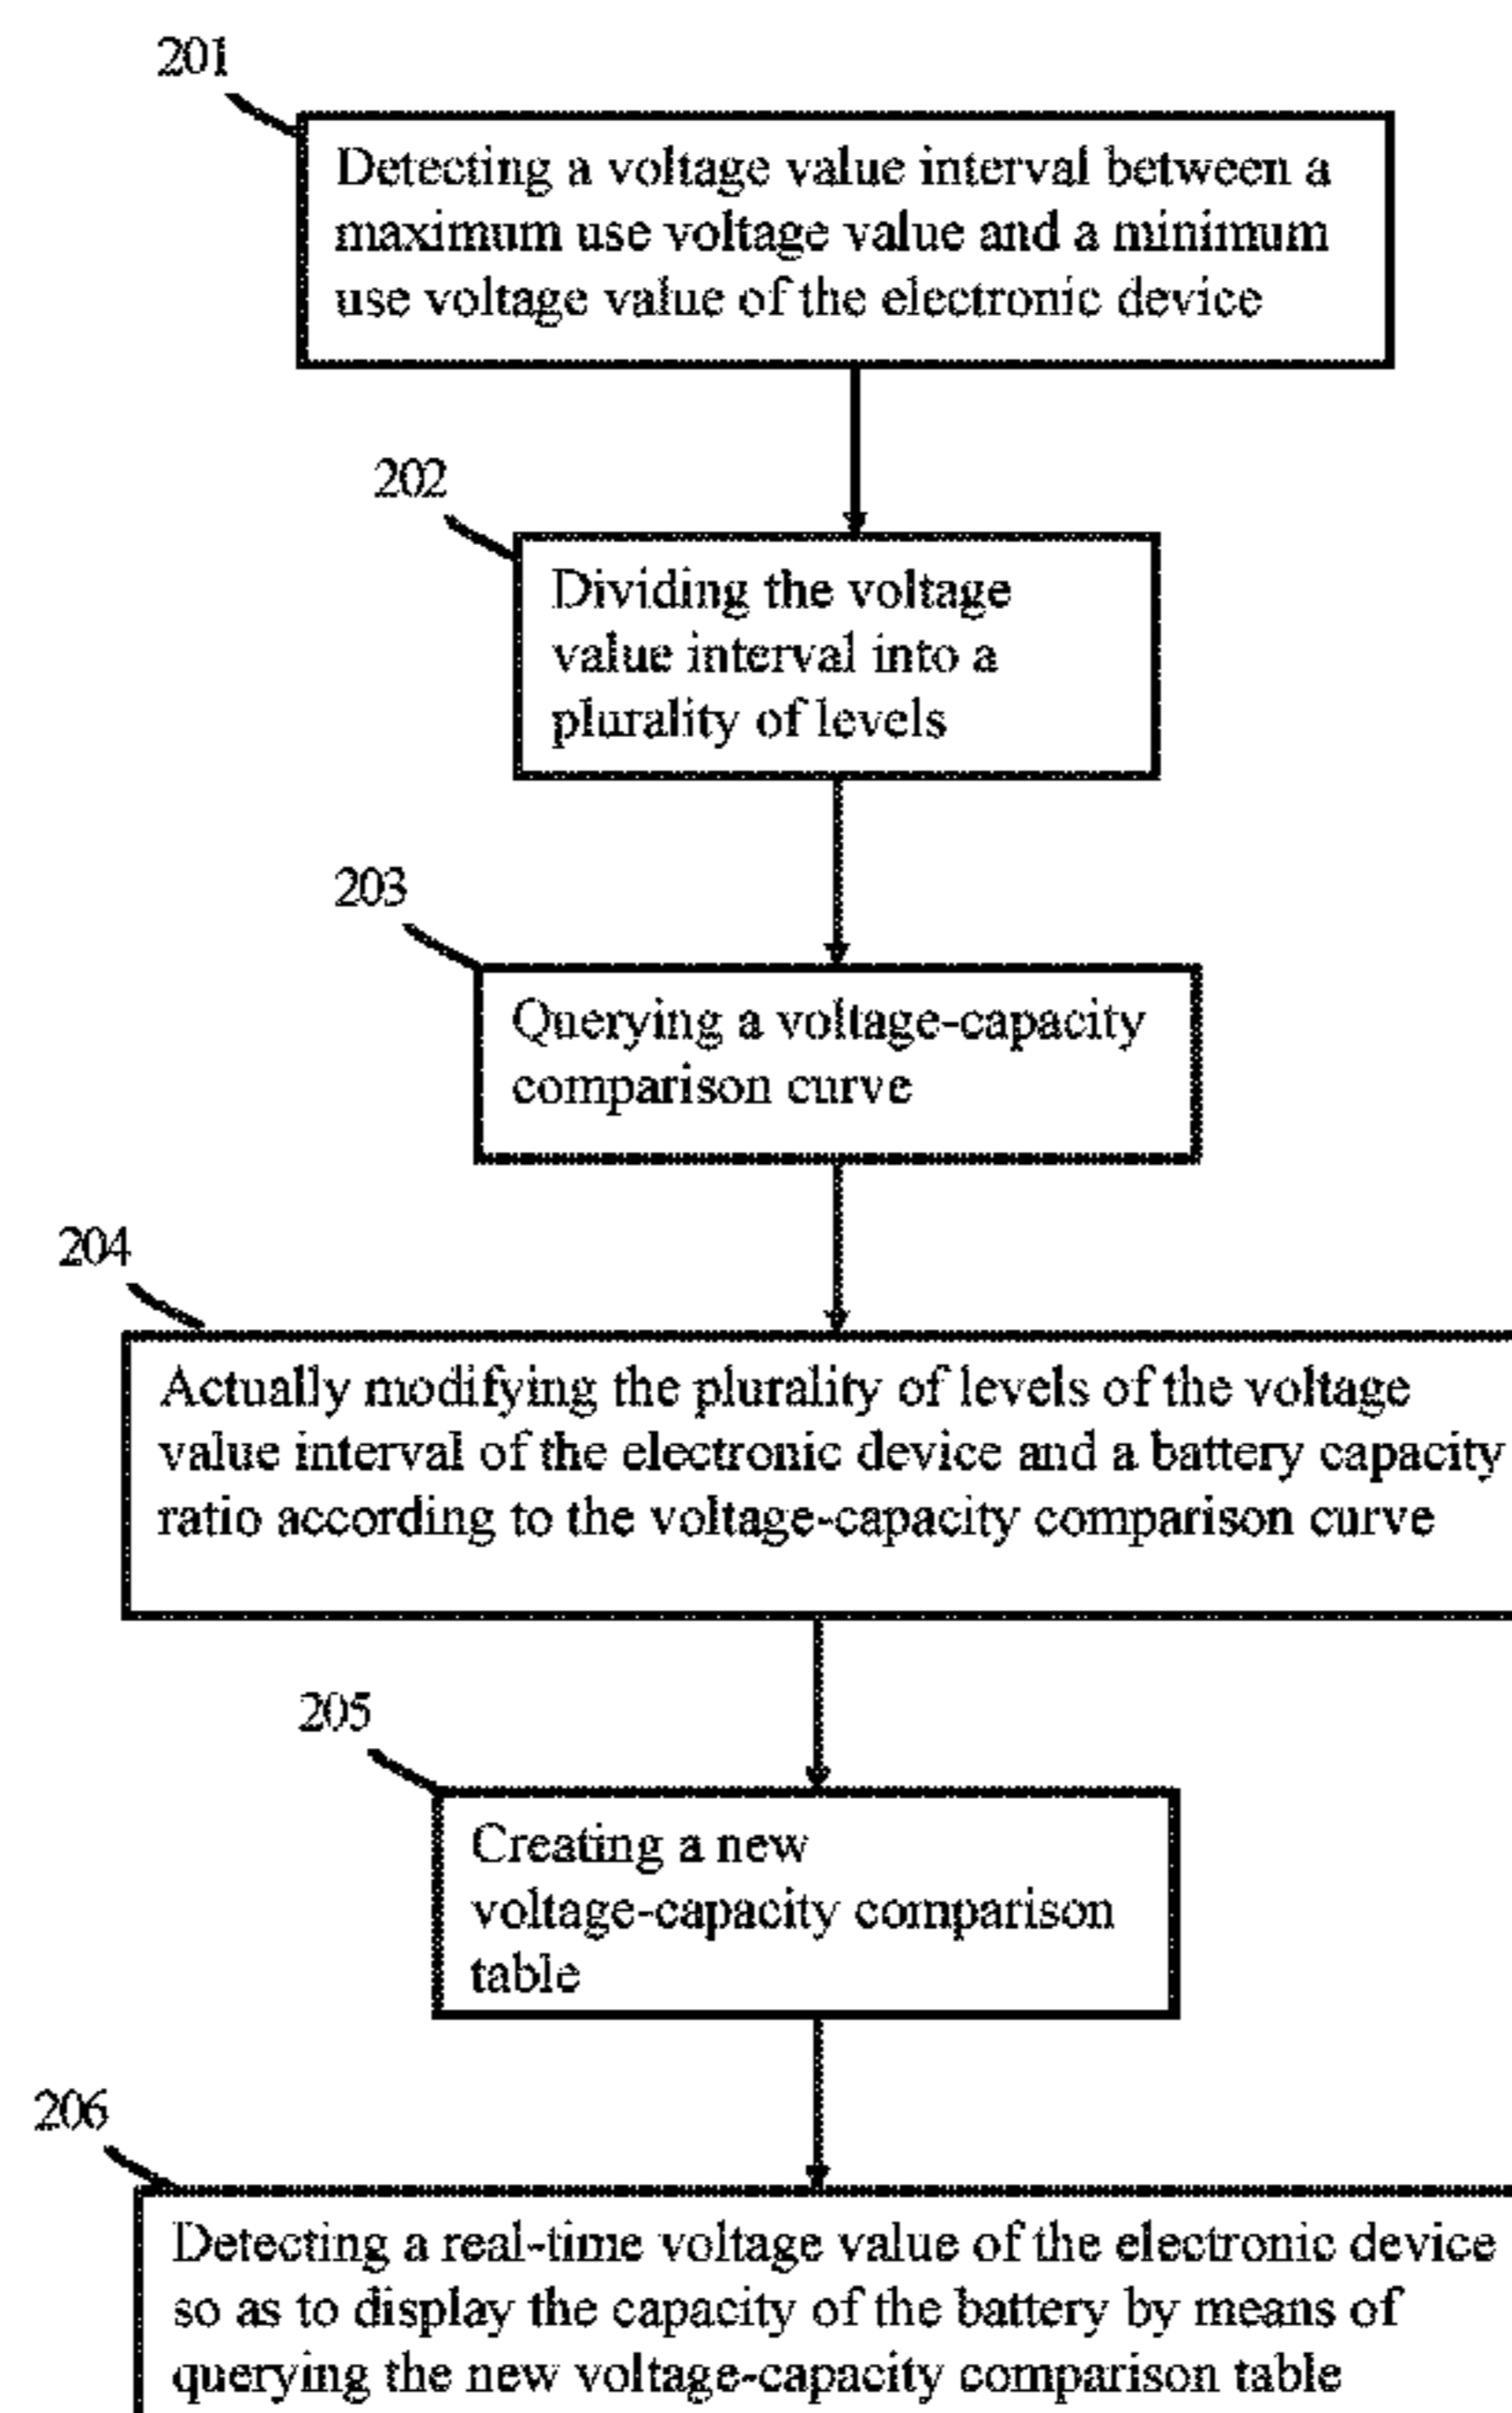 201
Detecting a voltage value interval between a
maximum use voltage value and a minimum
use voltage value of the electronic device
202
Dividing the voltage
value interval into a
plurality of levels
203
Querying a voltage-capacity
comparison curve
204
Actually modifying the plurality of levels of the voltage
value interval of the electronic device and a battery capacity
ratio according to the voltage-capacity comparison curve
205
Creating a new
voltage-capacity comparison
table
206
Detecting a real-time voltage value of the electronic device
so as to display the capacity of the battery by means of
querying the new voltage-capacity comparison table